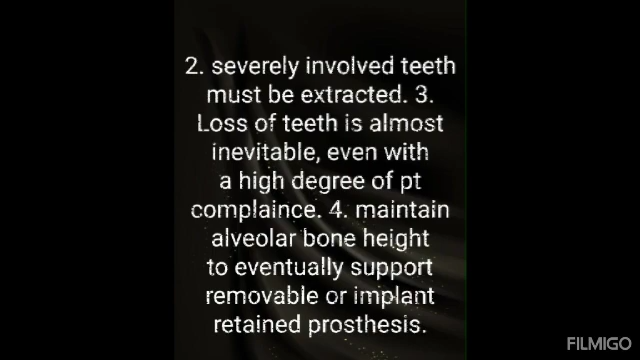 2. severely involved teeth
must be extracted. 3.
Loss of teeth is almost
inevitable, even with
a high degree of pt
complaince. 4. maintain
alveolar bone height
to eventually support
removable or implant
retained prosthesis.
FILMIGO